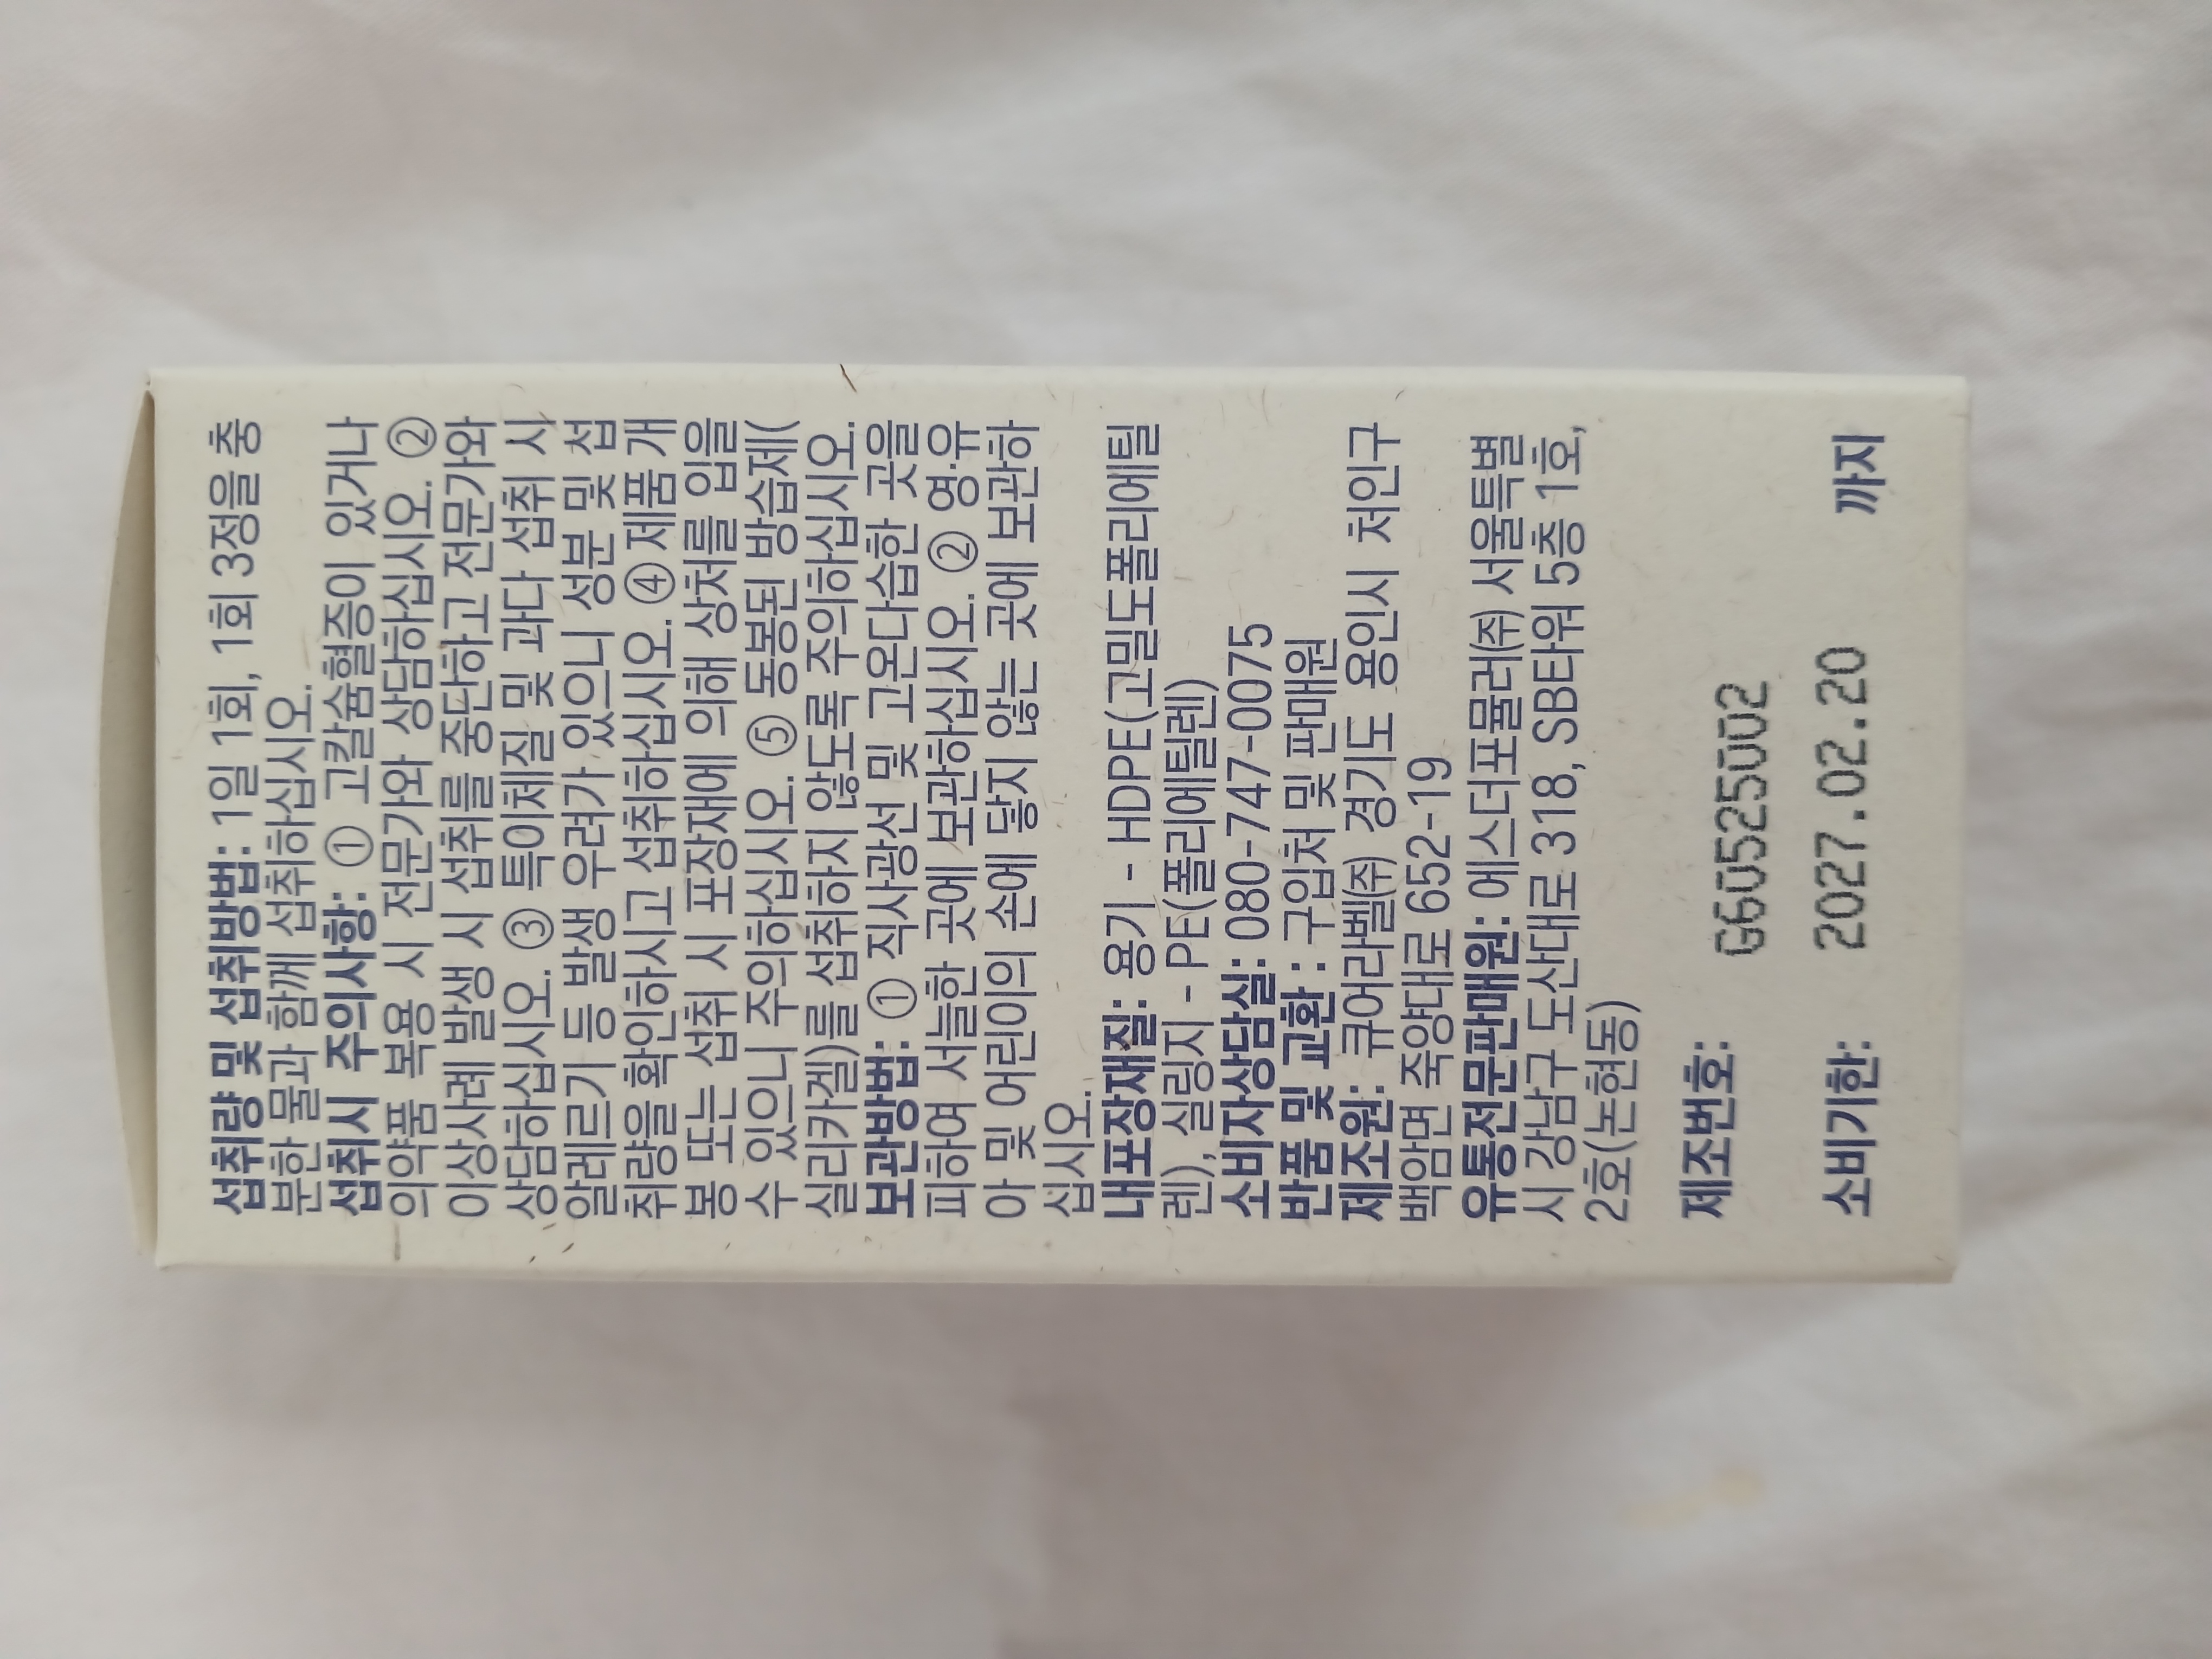 섭취량 및 섭취방법: 1일 1회, 1회 3정을 충
분한 물과 함께 섭취하십시오.
섭취시 주의사항: ① 고칼슘혈증이 있거나
의약품 복용 시 전문가와 상담하십시오. ②
이상사례 발생 시 섭취를 중단하고 전문가와
상담하십시오. ③ 특이체질 및 과다 섭취 시
알레르기 등 발생 우려가 있으니 성분 및 섭
취량을 확인하시고 섭취하십시오. ④ 제품 개
봉 또는 섭취 시 포장재에 의해 상처를 입을
수 있으니 주의하십시오. ⑤ 동봉된 방습제(
실리카겔)를 섭취하지 않도록 주의하십시오.
보관방법: ① 직사광선 및 고온다습한 곳을
피하여 서늘한 곳에 보관하십시오. ② 영·유
아 및 어린이의 손에 닿지 않는 곳에 보관하
십시오.
내포장재질: 용기 - HDPE(고밀도폴리에틸
렌), 실링지 - PE(폴리에틸렌)
소비자상담실: 080-747-0075
반품 및 교환 : 구입처 및 판매원
제조원: 큐어라벨(주) 경기도 용인시 처인구
백암면 죽양대로 652-19
유통전문판매원: 에스더포뮬러(주) 서울특별
시 강남구 도산대로 318, SB타워 5층 1호,
2호(논현동)
제조번호: G60525002
소비기한: 2027.02.20 까지